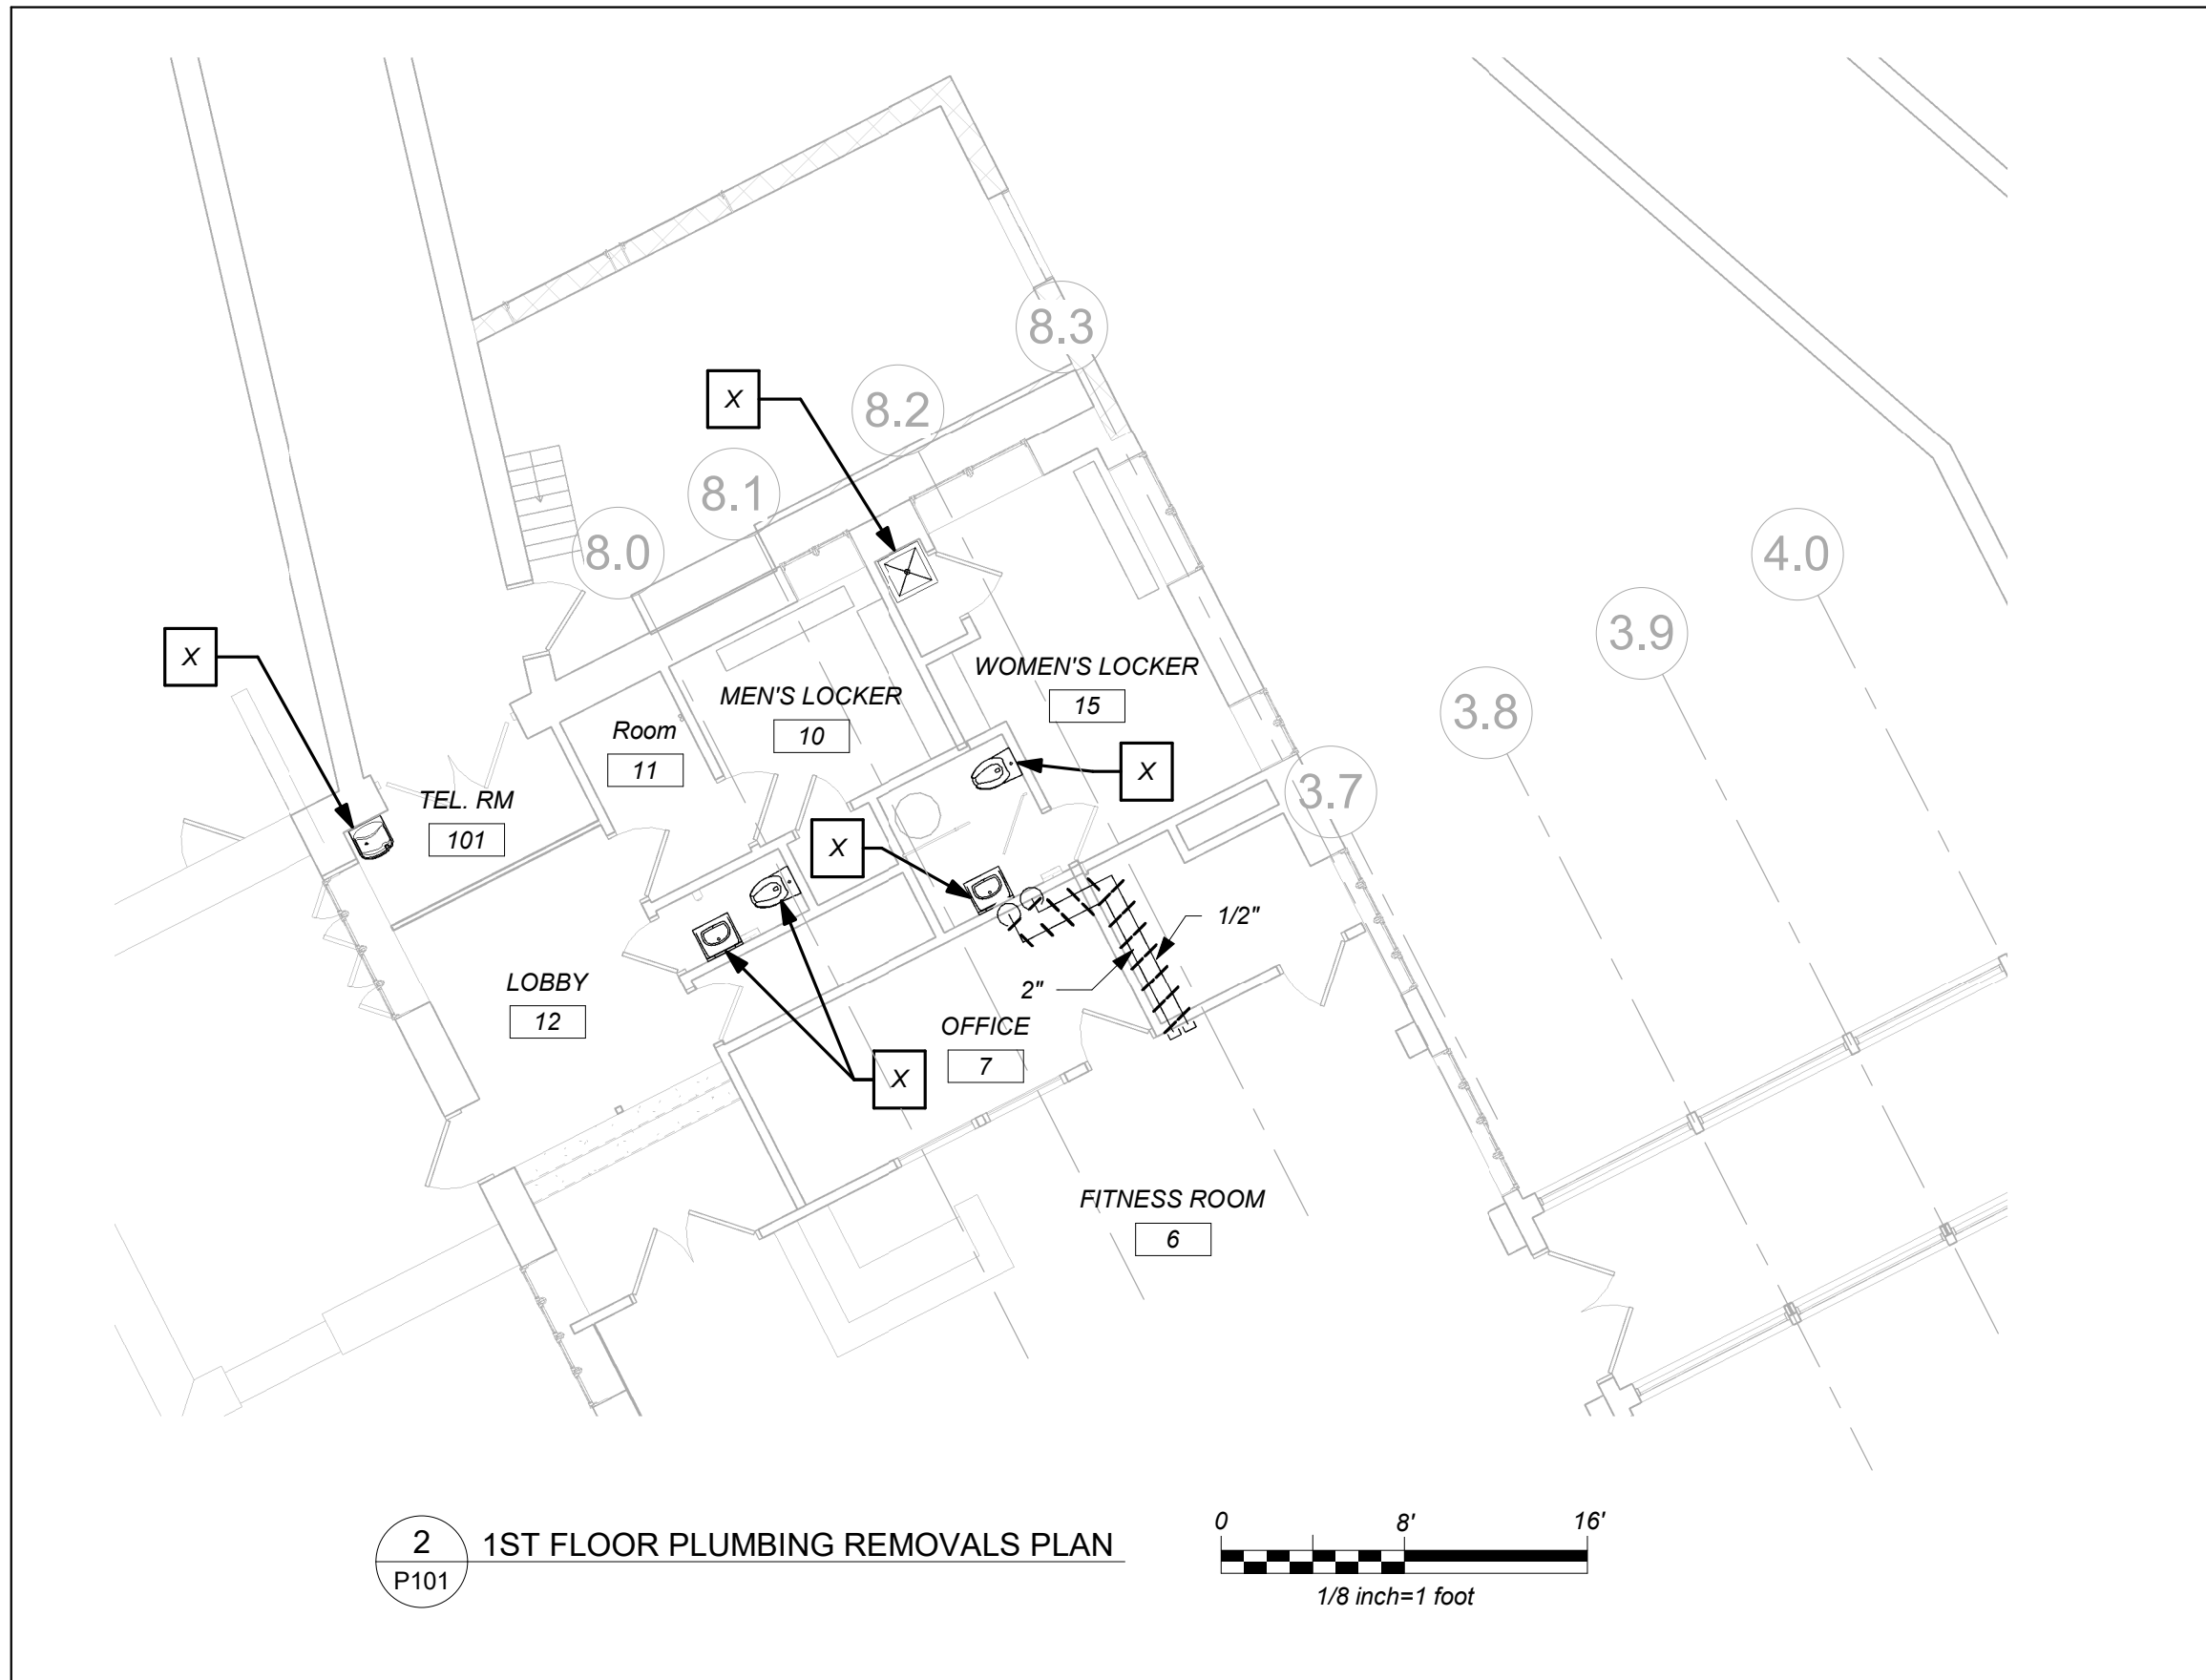 8.3
X
8.2
8.1
8.0
4.0
3.9
X
WOMEN'S LOCKER
15
MEN'S LOCKER
10
3.8
Room
11
X
3.7
TEL. RM
101
X
1/2"
2"
LOBBY
12
OFFICE
7
X
FITNESS ROOM
6
2
P101
1ST FLOOR PLUMBING REMOVALS PLAN
0 8' 16'
1/8 inch=1 foot